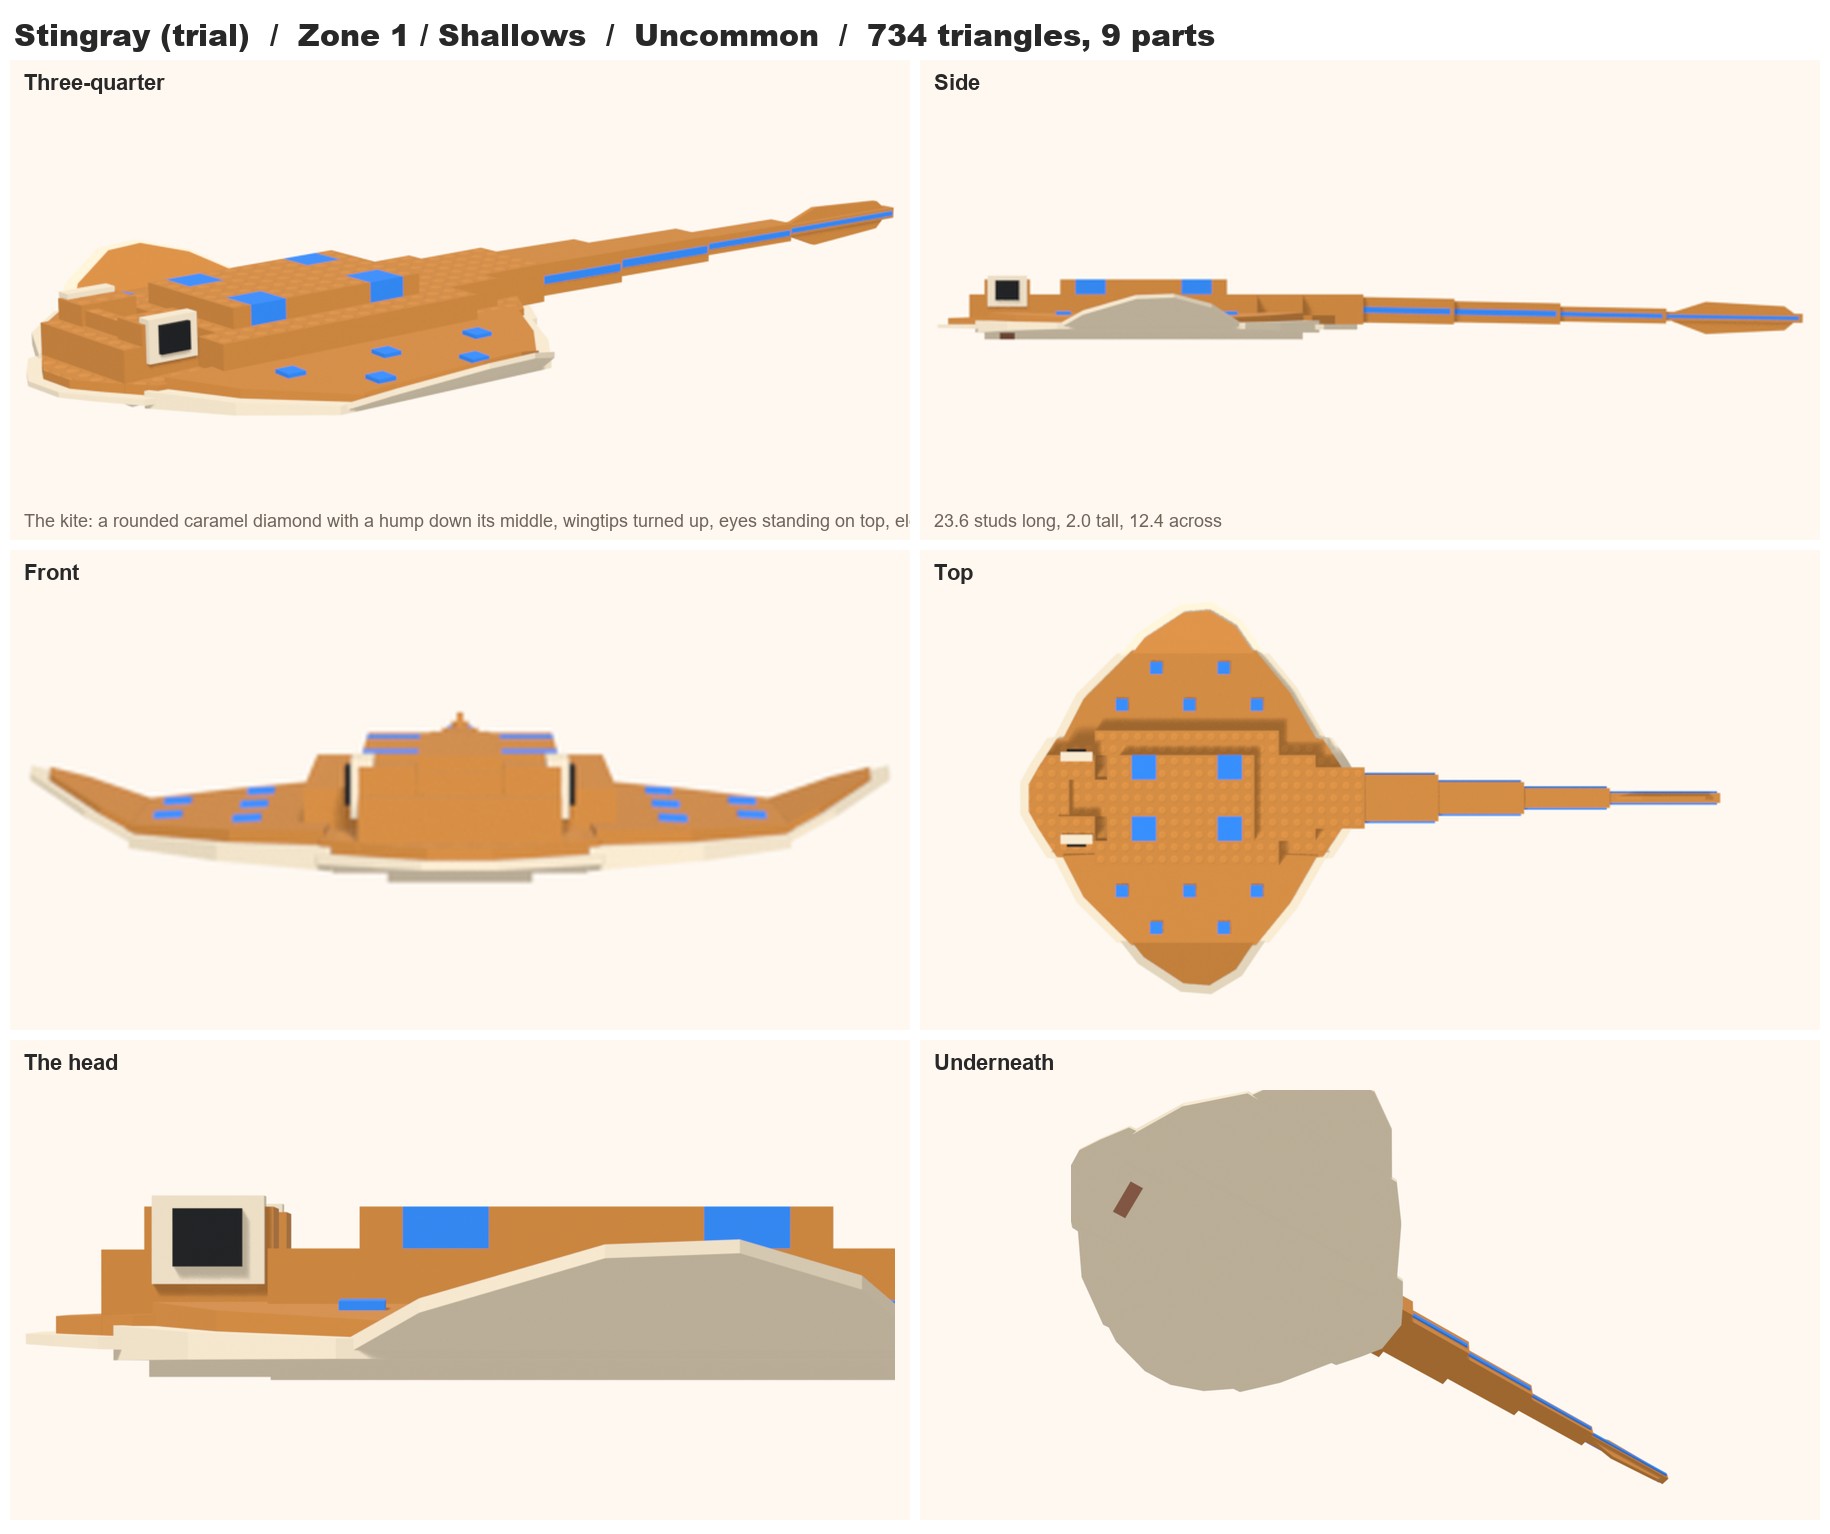 Stingray (trial) / Zone 1 / Shallows / Uncommon / 734 triangles, 9 parts
Three-quarter
Side
The kite: a rounded caramel diamond with a hump down its middle, wingtips turned up, eyes standing on top, el
23.6 studs long, 2.0 tall, 12.4 across
Front
Top
The head
Underneath